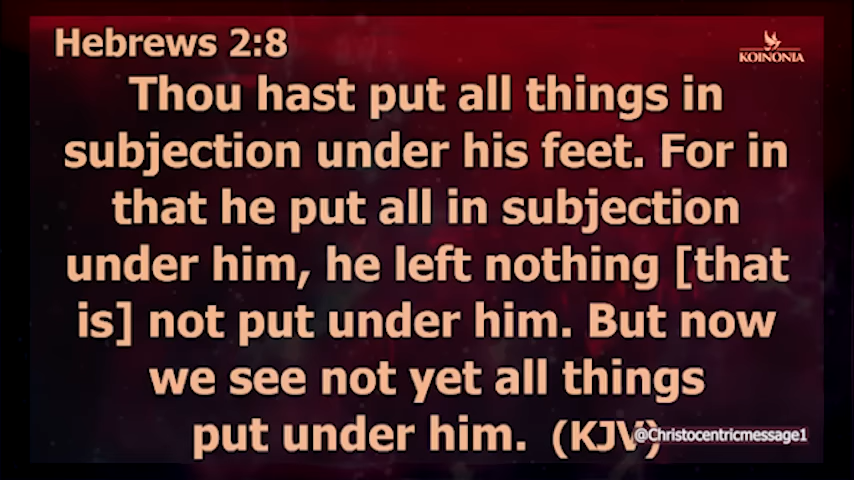 Hebrews 2:8
KOINONIA
Thou hast put all things in
subjection under his feet. For in
that he put all in subjection
under him, he left nothing [that
is] not put under him. But now
we see not yet all things
put under him. (KJV)
@Christocentricmessage1